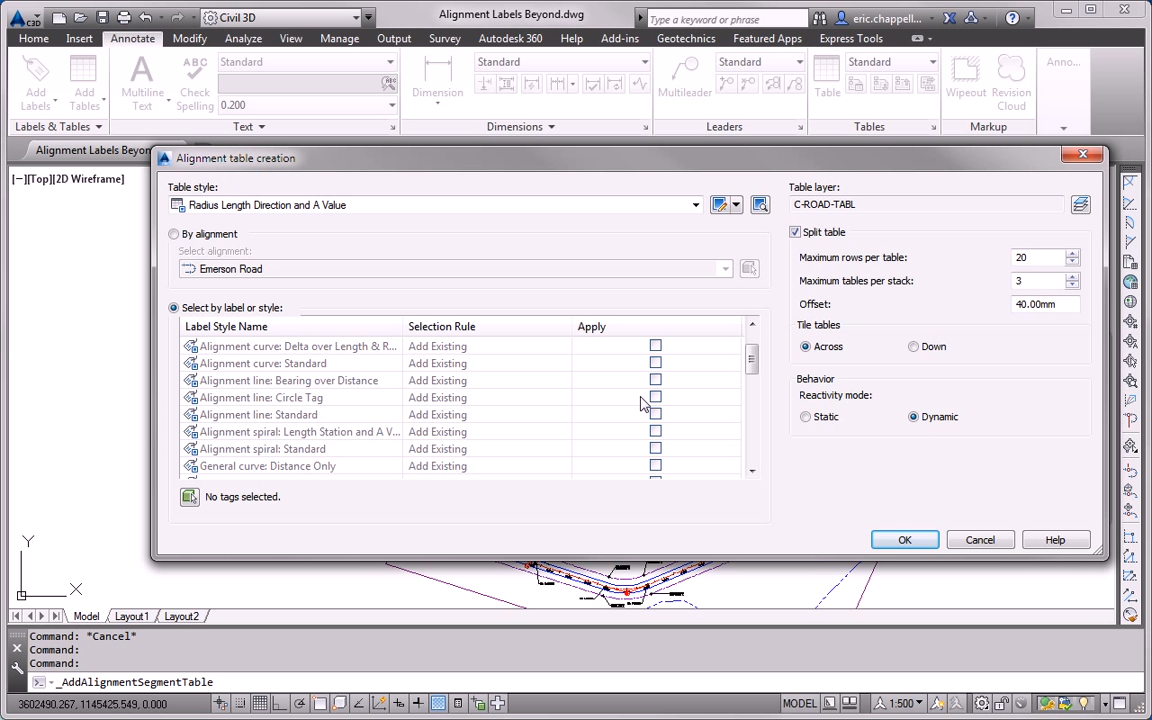 C3D
Civil 3D
Alignment Labels Beyond.dwg
Type a keyword or phrase
eric.chappell...
Home
Insert
Annotate
Modify
Analyze
View
Manage
Output
Survey
Autodesk 360
Help
Add-ins
Geotechnics
Featured Apps
Express Tools
Add
Labels
Add
Tables
Labels & Tables
A
Multiline
Text
ABC
Check
Spelling
Standard
0.200
Text
Dimension
Standard
Dimensions
Multileader
Standard
Leaders
Table
Standard
Tables
Wipeout
Revision
Cloud
Markup
Anno...
Alignment Labels Beyon
[−][Top][2D Wireframe]
Alignment table creation
Table style:
Radius Length Direction and A Value
By alignment
Select alignment:
Emerson Road
Select by label or style:
Label Style Name Selection Rule Apply
Alignment curve: Delta over Length & R... Add Existing
Alignment curve: Standard Add Existing
Alignment line: Bearing over Distance Add Existing
Alignment line: Circle Tag Add Existing
Alignment line: Standard Add Existing
Alignment spiral: Length Station and A V... Add Existing
Alignment spiral: Standard Add Existing
General curve: Distance Only Add Existing
No tags selected.
Table layer:
C-ROAD-TABL
Split table
Maximum rows per table: 20
Maximum tables per stack: 3
Offset: 40.00mm
Tile tables
Across Down
Behavior
Reactivity mode:
Static Dynamic
OK Cancel Help
Y
X
Model Layout1 Layout2
Command: *Cancel*
Command:
Command:
_AddAlignmentSegmentTable
3602490.267, 1145425.549, 0.000
MODEL
1:500